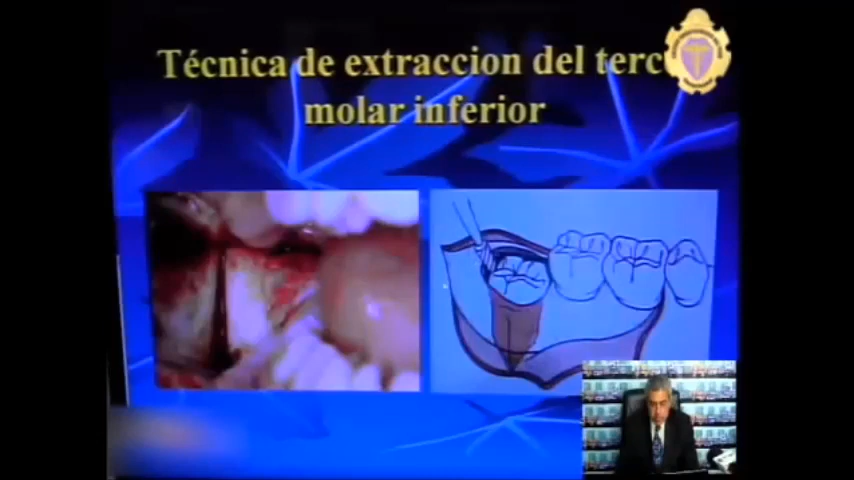 Técnica de extraccion del terc
molar inferior